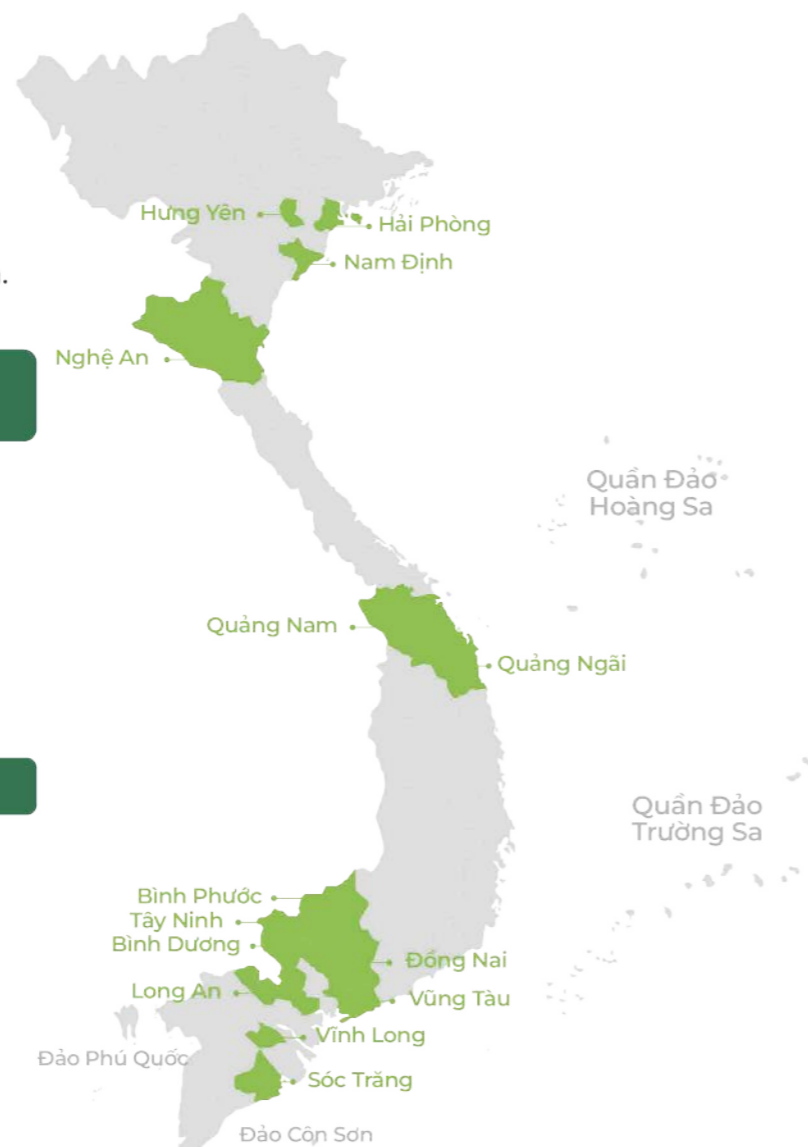 Hưng Yên
Hải Phòng
Nam Định
Nghệ An
Quần Đảo
Hoàng Sa
Quảng Nam
Quảng Ngãi
Quần Đảo
Trường Sa
Bình Phước
Tây Ninh
Bình Dương
Đồng Nai
Long An
Vũng Tàu
Vĩnh Long
Đảo Phú Quốc
Sóc Trăng
Đảo Côn Sơn